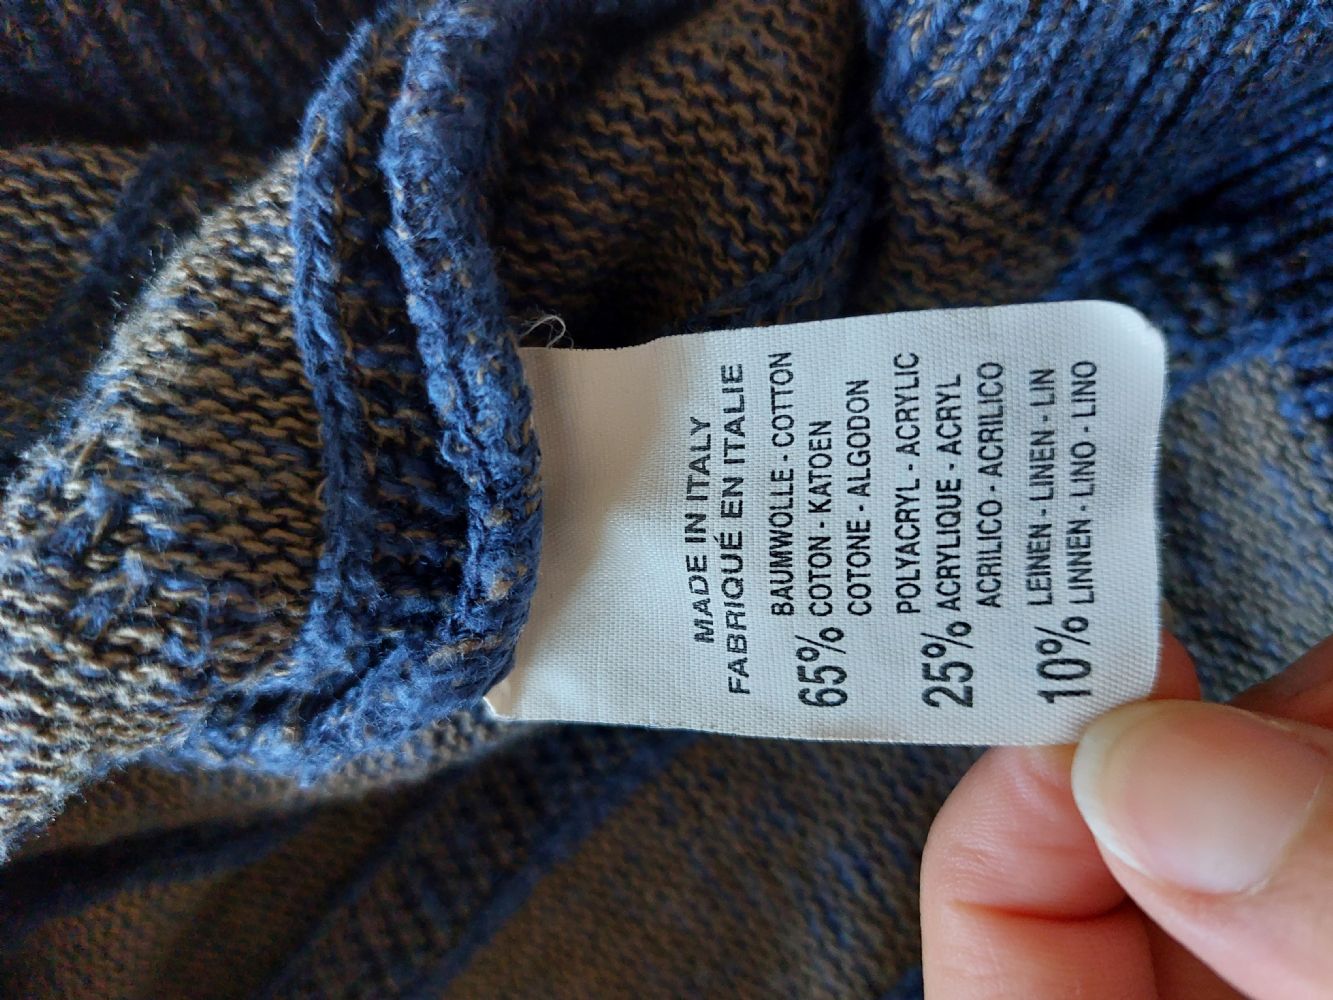 MADE IN ITALY
FABRIQUÉ EN ITALIE
BAUMWOLLE - COTTON
65% COTON - KATOEN
COTONE - ALGODON
POLYACRYL - ACRYLIC
25% ACRYLIQUE - ACRYL
ACRILICO - ACRILICO
LEINEN - LINEN - LIN
10% LINNEN - LINO - LINO